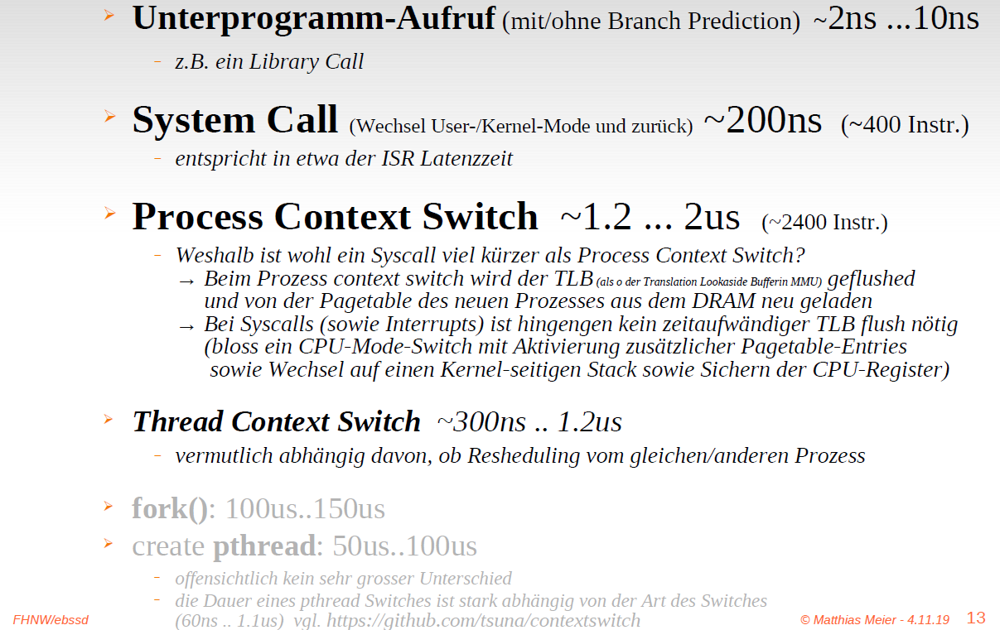 Unterprogramm-Aufruf (mit/ohne Branch Prediction) ~2ns ...10ns
– z.B. ein Library Call
System Call (Wechsel User-/Kernel-Mode und zurück) ~200ns (~400 Instr.)
– entspricht in etwa der ISR Latenzzeit
Process Context Switch ~1.2 ... 2us (~2400 Instr.)
– Weshalb ist wohl ein Syscall viel kürzer als Process Context Switch?
→ Beim Prozess context switch wird der TLB (als o der Translation Lookaside Bufferin MMU) geflushed
und von der Pagetable des neuen Prozesses aus dem DRAM neu geladen
→ Bei Syscalls (sowie Interrupts) ist hingengen kein zeitaufwändiger TLB flush nötig
(bloss ein CPU-Mode-Switch mit Aktivierung zusätzlicher Pagetable-Entries
sowie Wechsel auf einen Kernel-seitigen Stack sowie Sichern der CPU-Register)
Thread Context Switch ~300ns .. 1.2us
– vermutlich abhängig davon, ob Resheduling vom gleichen/anderen Prozess
fork(): 100us..150us
create pthread: 50us..100us
– offensichtlich kein sehr grosser Unterschied
– die Dauer eines pthread Switches ist stark abhängig von der Art des Switches
(60ns .. 1.1us) vgl. https://github.com/tsuna/contextswitch
FHNW/ebssd
© Matthias Meier - 4.11.19 13